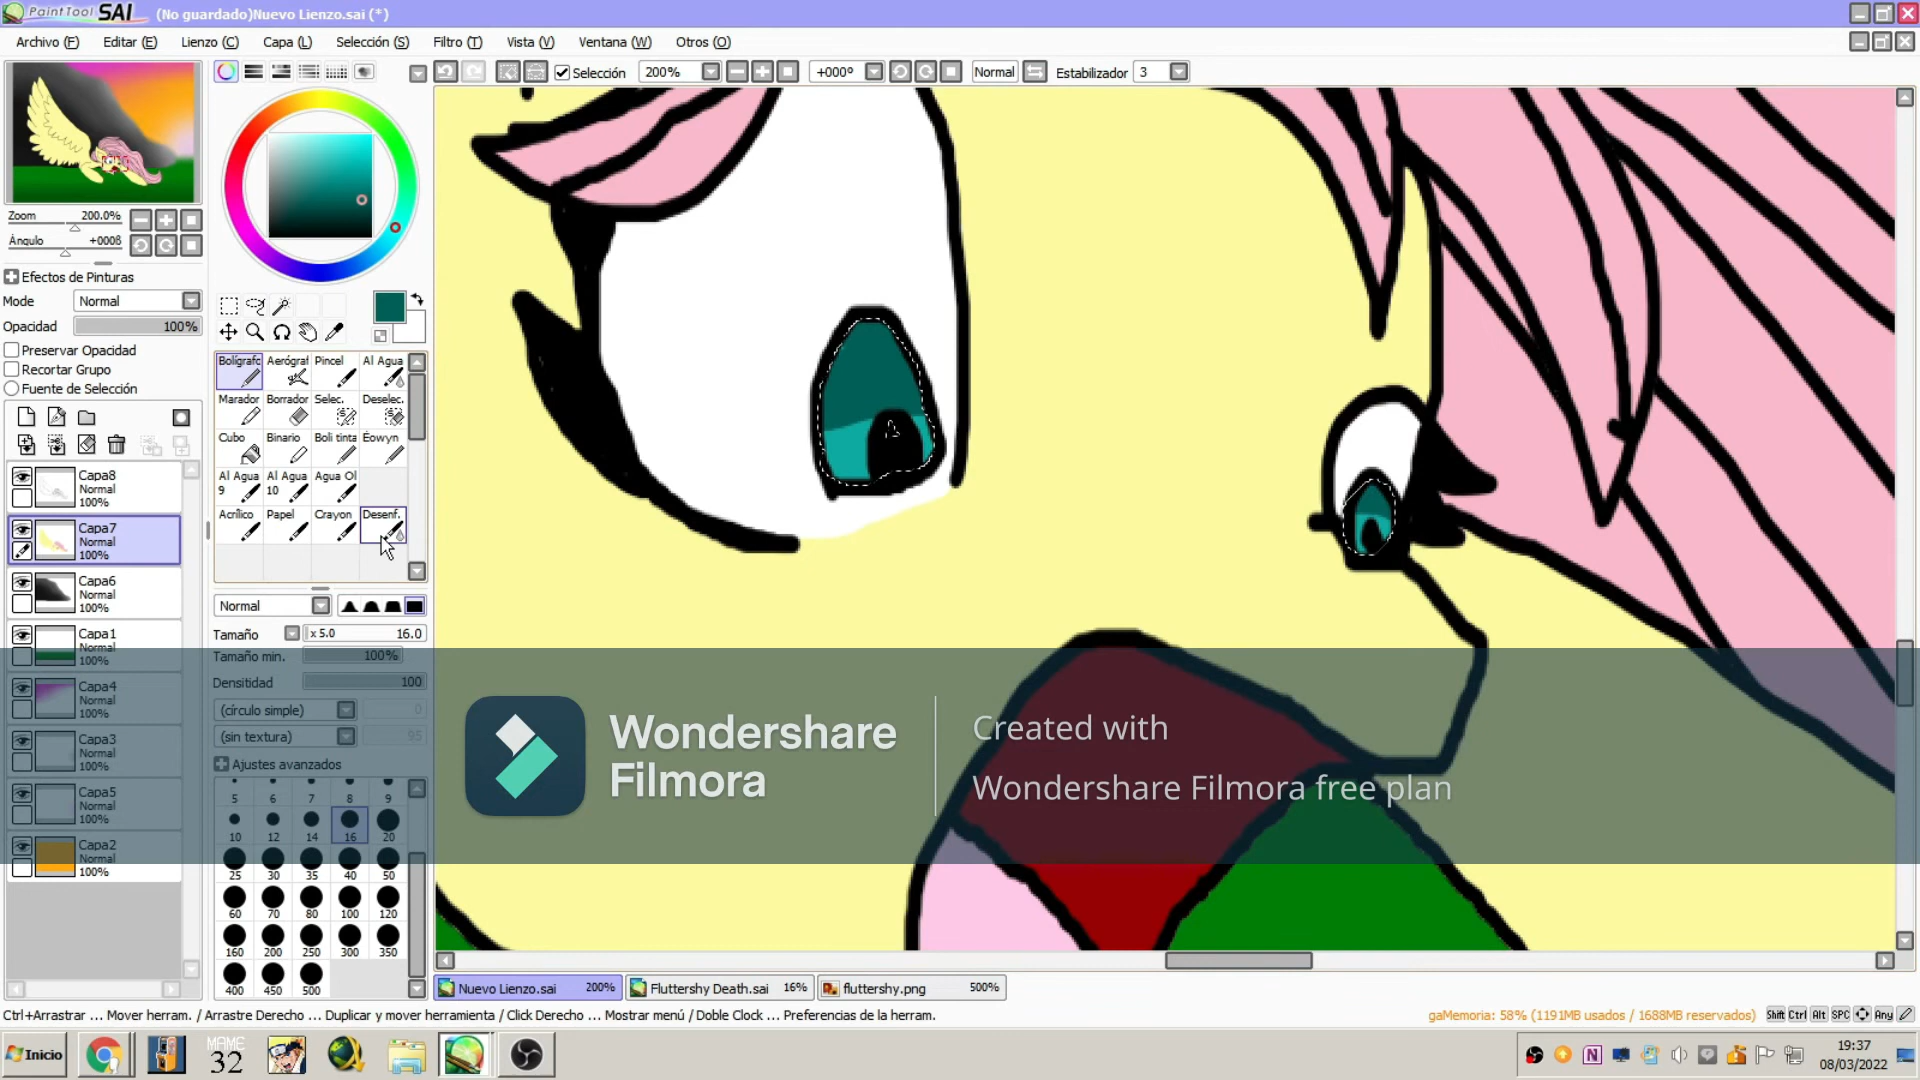 PaintTool SAI (No guardado)Nuevo Lienzo.sai (*)
Archivo (F) Editar (E) Lienzo (C) Capa (L) Selección (S) Filtro (T) Vista (V) Ventana (W) Otros (O)
Selección 200% +000º Normal Estabilizador 3
Zoom 200.0%
Ángulo +000ß
Efectos de Pinturas
Mode Normal
Opacidad 100%
Preservar Opacidad
Recortar Grupo
Fuente de Selección
Capa8
Normal
100%
Capa7
Normal
100%
Capa6
Normal
100%
Capa1
Normal
100%
Capa4
Normal
100%
Capa3
Normal
100%
Capa5
Normal
100%
Capa2
Normal
100%
Bolígrafo Aerógraf Pincel Al Agua
Marador Borrador Selec. Deselec.
Cubo Binario Boli tinta Éowyn
Al Agua 9 Al Agua 10 Agua Ol
Acrílico Papel Crayon Desenf.
Normal
Tamaño x 5.0 16.0
Tamaño min. 100%
Densitidad 100
(círculo simple) 0
(sin textura) 95
Ajustes avanzados
5 6 7 8 9
10 12 14 16 20
25 30 35 40 50
60 70 80 100 120
160 200 250 300 350
400 450 500
Wondershare
Filmora
Created with
Wondershare Filmora free plan
Nuevo Lienzo.sai 200% Fluttershy Death.sai 16% fluttershy.png 500%
Ctrl+Arrastrar ... Mover herram. / Arrastre Derecho ... Duplicar y mover herramienta / Click Derecho ... Mostrar menú / Doble Clock ... Preferencias de la herram.
gaMemoria: 58% (1191MB usados / 1688MB reservados) Shift Ctrl Alt SPC Any
Inicio
MAME
32
N
19:37
08/03/2022